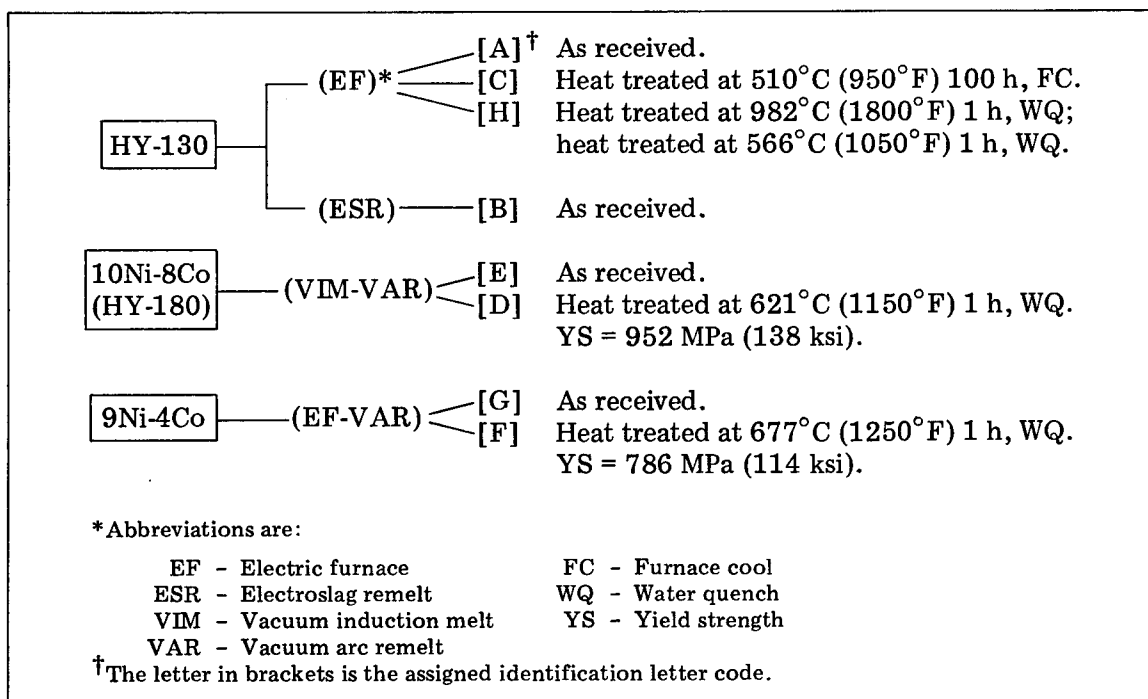 [A]† As received.
(EF)* [C] Heat treated at 510°C (950°F) 100 h, FC.
[H] Heat treated at 982°C (1800°F) 1 h, WQ;
HY-130 heat treated at 566°C (1050°F) 1 h, WQ.
(ESR) [B] As received.
10Ni-8Co
(HY-180)
(VIM-VAR)
[E] As received.
[D] Heat treated at 621°C (1150°F) 1 h, WQ.
YS = 952 MPa (138 ksi).
9Ni-4Co
(EF-VAR)
[G] As received.
[F] Heat treated at 677°C (1250°F) 1 h, WQ.
YS = 786 MPa (114 ksi).
*Abbreviations are:
EF - Electric furnace FC - Furnace cool
ESR - Electroslag remelt WQ - Water quench
VIM - Vacuum induction melt YS - Yield strength
VAR - Vacuum arc remelt
†The letter in brackets is the assigned identification letter code.